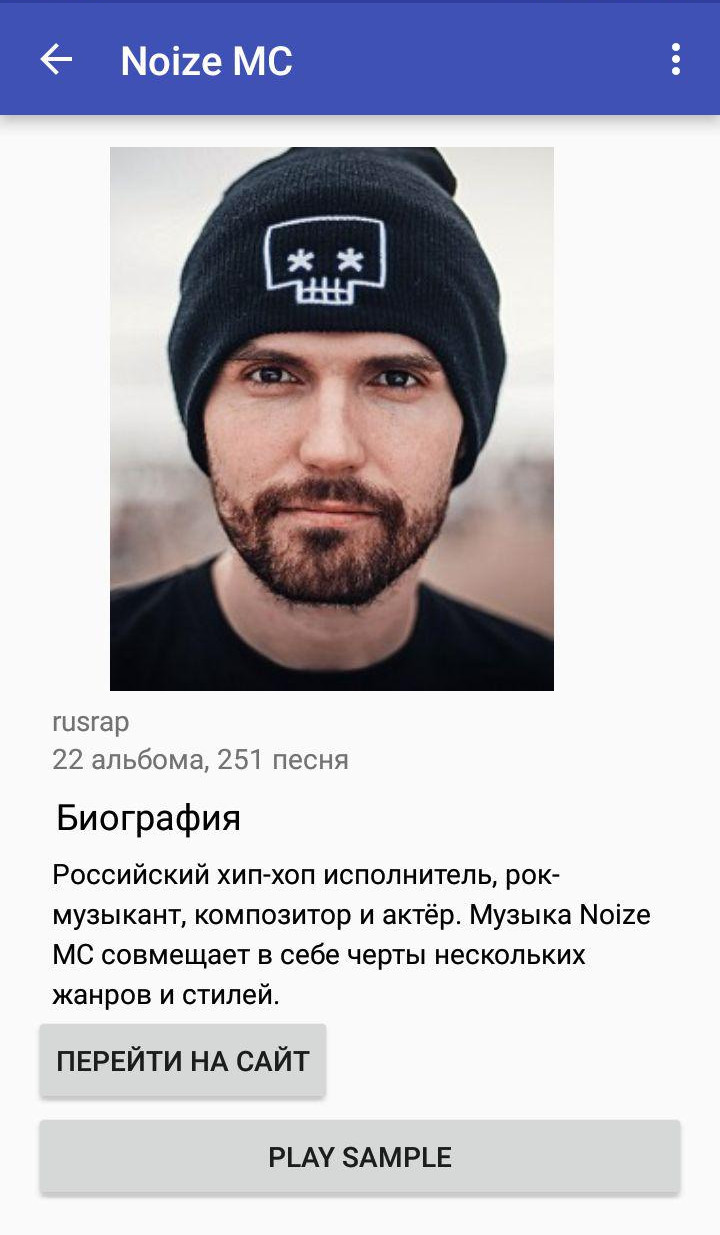 Noize MC
rusrap
22 альбома, 251 песня
Биография
Российский хип-хоп исполнитель, рок-
музыкант, композитор и актёр. Музыка Noize
MC совмещает в себе черты нескольких
жанров и стилей.
ПЕРЕЙТИ НА САЙТ
PLAY SAMPLE